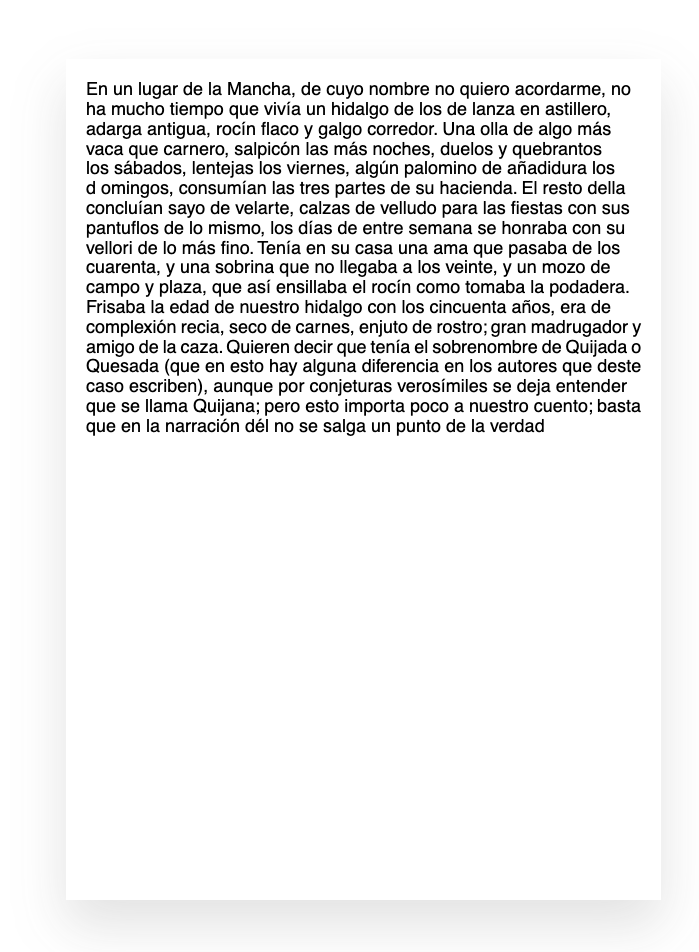 En un lugar de la Mancha, de cuyo nombre no quiero acordarme, no
ha mucho tiempo que vivía un hidalgo de los de lanza en astillero,
adarga antigua, rocín flaco y galgo corredor. Una olla de algo más
vaca que carnero, salpicón las más noches, duelos y quebrantos
los sábados, lentejas los viernes, algún palomino de añadidura los
d omingos, consumían las tres partes de su hacienda. El resto della
concluían sayo de velarte, calzas de velludo para las fiestas con sus
pantuflos de lo mismo, los días de entre semana se honraba con su
vellori de lo más fino. Tenía en su casa una ama que pasaba de los
cuarenta, y una sobrina que no llegaba a los veinte, y un mozo de
campo y plaza, que así ensillaba el rocín como tomaba la podadera.
Frisaba la edad de nuestro hidalgo con los cincuenta años, era de
complexión recia, seco de carnes, enjuto de rostro; gran madrugador y
amigo de la caza. Quieren decir que tenía el sobrenombre de Quijada o
Quesada (que en esto hay alguna diferencia en los autores que deste
caso escriben), aunque por conjeturas verosímiles se deja entender
que se llama Quijana; pero esto importa poco a nuestro cuento; basta
que en la narración dél no se salga un punto de la verdad